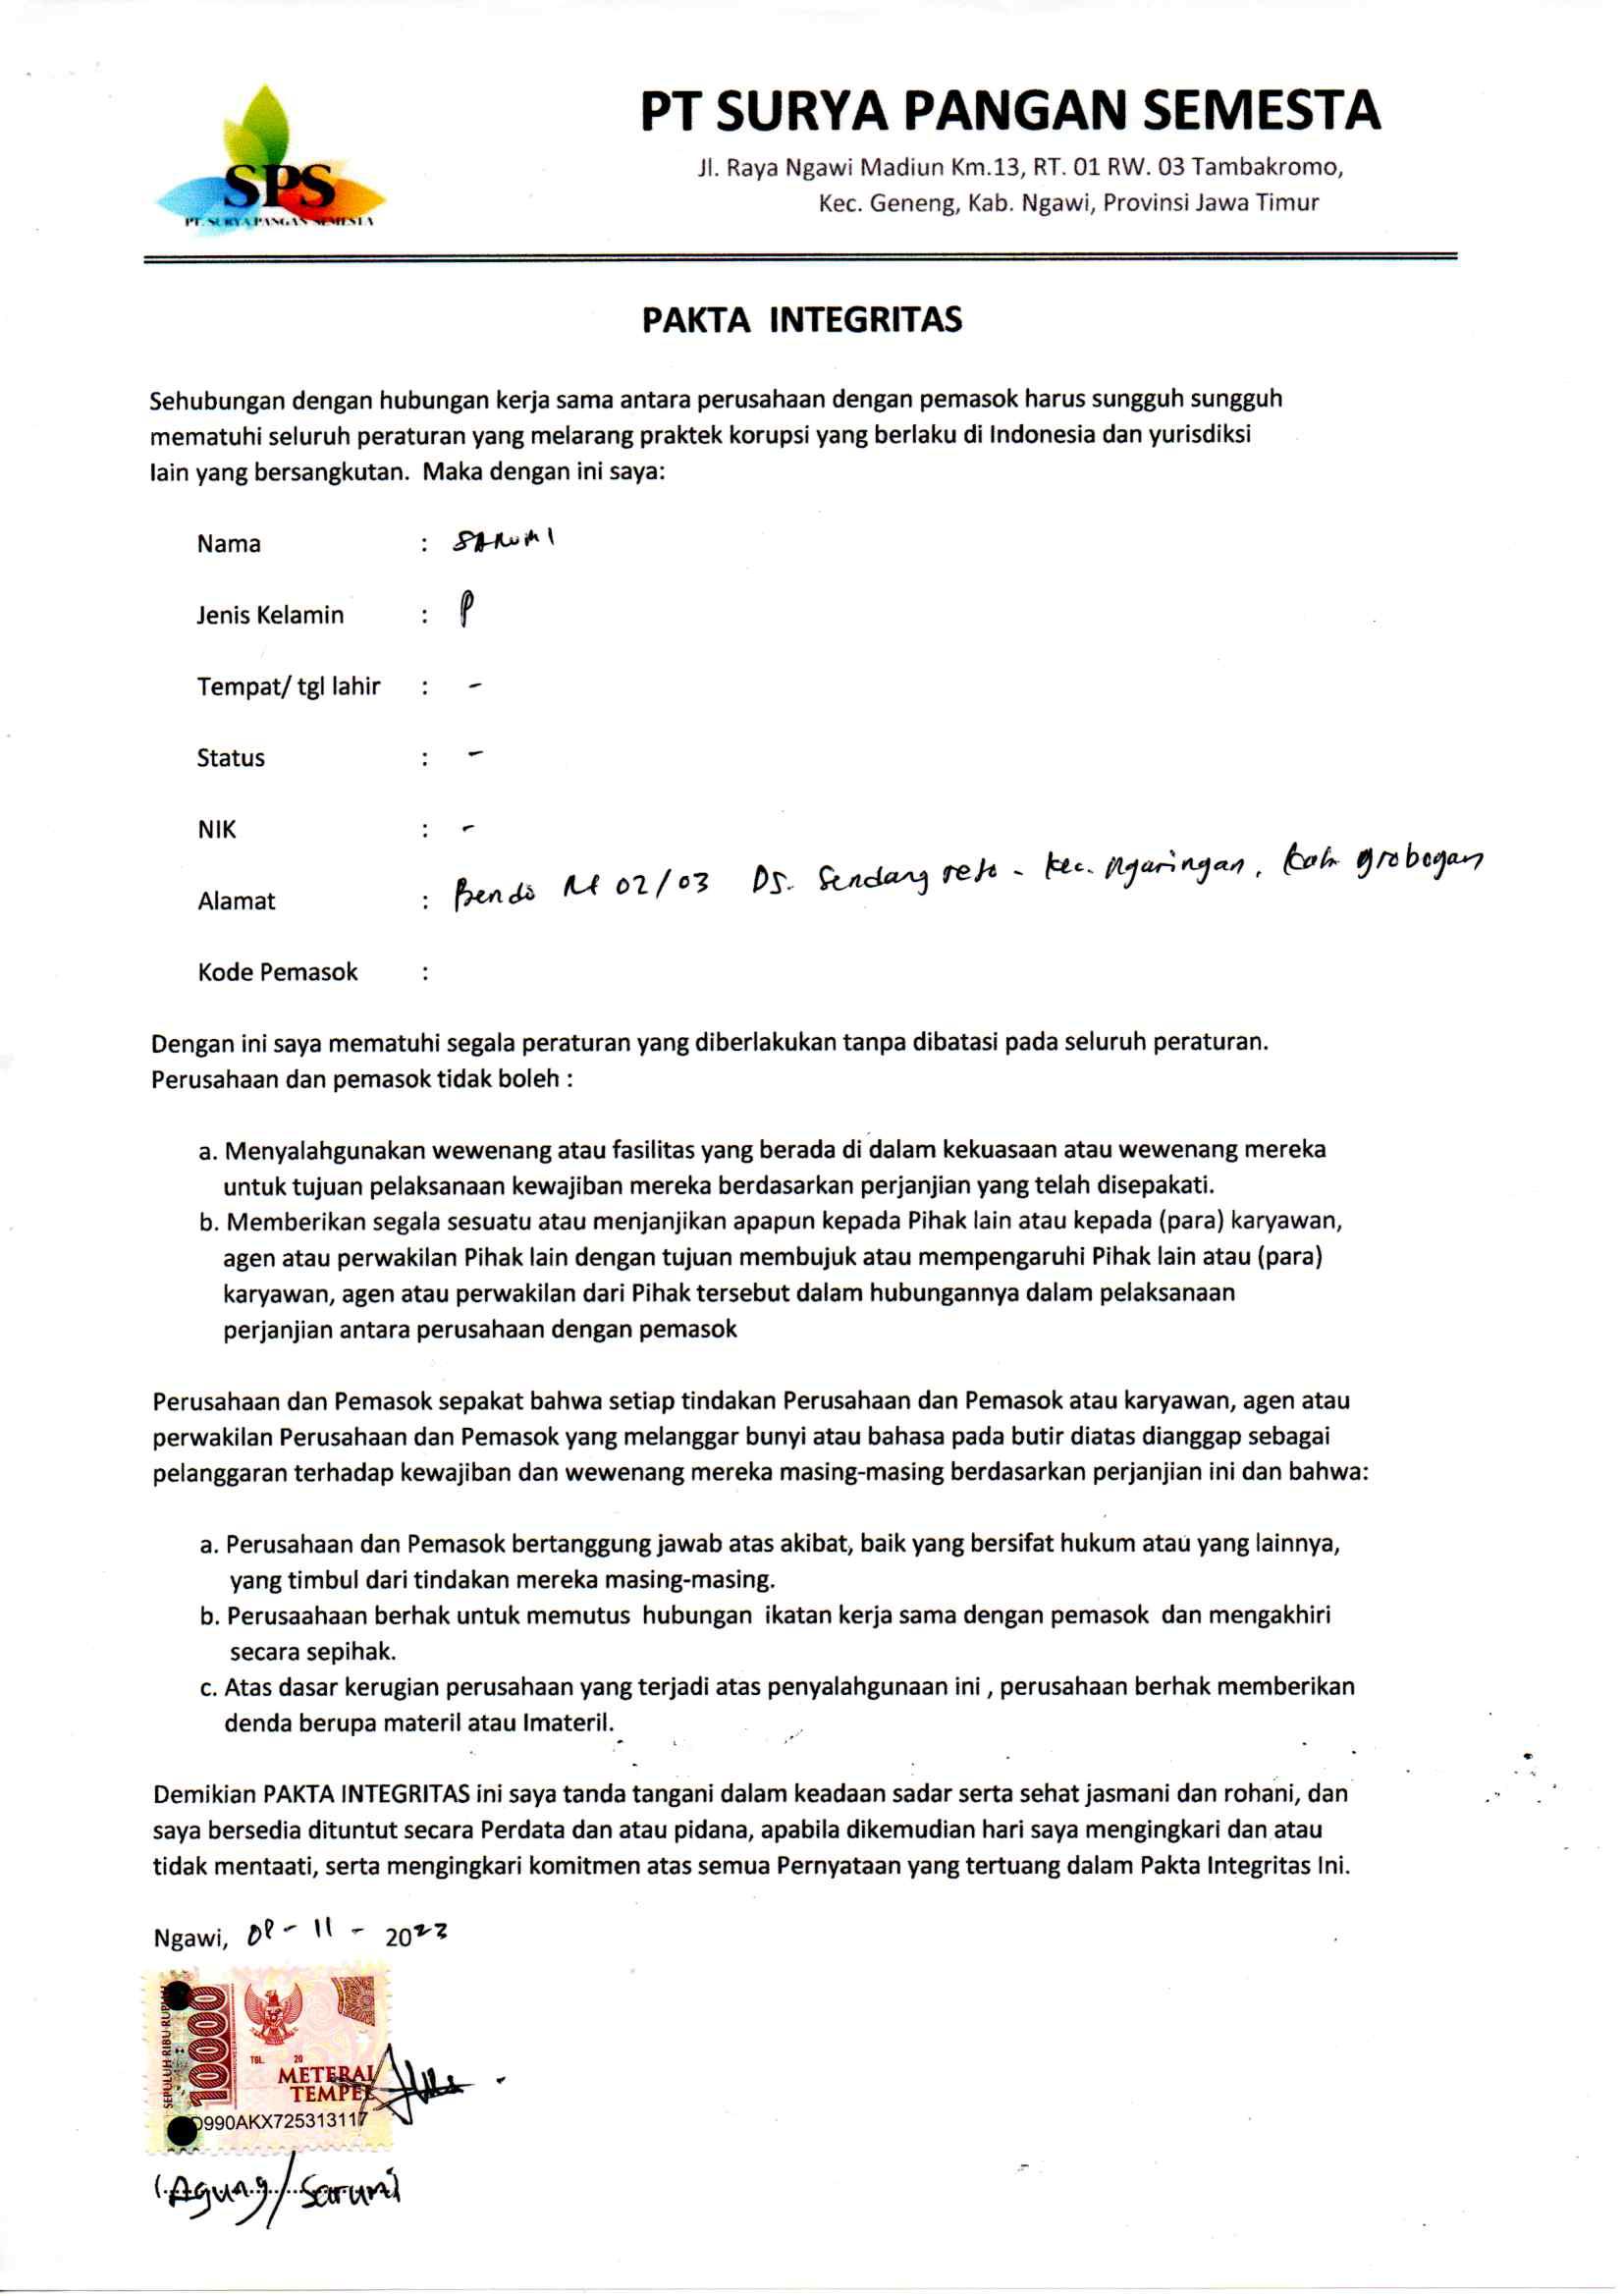 SPS
PT. SURYA PANGAN SEMESTA
PT SURYA PANGAN SEMESTA
Jl. Raya Ngawi Madiun Km.13, RT. 01 RW. 03 Tambakromo,
Kec. Geneng, Kab. Ngawi, Provinsi Jawa Timur
PAKTA INTEGRITAS
Sehubungan dengan hubungan kerja sama antara perusahaan dengan pemasok harus sungguh sungguh
mematuhi seluruh peraturan yang melarang praktek korupsi yang berlaku di Indonesia dan yurisdiksi
lain yang bersangkutan. Maka dengan ini saya:
Nama : SARUMI
Jenis Kelamin : P
Tempat/ tgl lahir : -
Status : -
NIK : -
Alamat : Bendo Rt 02/03 Ds. Sendang rejo - kec. Ngaringan, kab grobogan
Kode Pemasok :
Dengan ini saya mematuhi segala peraturan yang diberlakukan tanpa dibatasi pada seluruh peraturan.
Perusahaan dan pemasok tidak boleh :
a. Menyalahgunakan wewenang atau fasilitas yang berada di dalam kekuasaan atau wewenang mereka
untuk tujuan pelaksanaan kewajiban mereka berdasarkan perjanjian yang telah disepakati.
b. Memberikan segala sesuatu atau menjanjikan apapun kepada Pihak lain atau kepada (para) karyawan,
agen atau perwakilan Pihak lain dengan tujuan membujuk atau mempengaruhi Pihak lain atau (para)
karyawan, agen atau perwakilan dari Pihak tersebut dalam hubungannya dalam pelaksanaan
perjanjian antara perusahaan dengan pemasok
Perusahaan dan Pemasok sepakat bahwa setiap tindakan Perusahaan dan Pemasok atau karyawan, agen atau
perwakilan Perusahaan dan Pemasok yang melanggar bunyi atau bahasa pada butir diatas dianggap sebagai
pelanggaran terhadap kewajiban dan wewenang mereka masing-masing berdasarkan perjanjian ini dan bahwa:
a. Perusahaan dan Pemasok bertanggung jawab atas akibat, baik yang bersifat hukum atau yang lainnya,
yang timbul dari tindakan mereka masing-masing.
b. Perusaahaan berhak untuk memutus hubungan ikatan kerja sama dengan pemasok dan mengakhiri
secara sepihak.
c. Atas dasar kerugian perusahaan yang terjadi atas penyalahgunaan ini , perusahaan berhak memberikan
denda berupa materil atau Imateril.
Demikian PAKTA INTEGRITAS ini saya tanda tangani dalam keadaan sadar serta sehat jasmani dan rohani, dan
saya bersedia dituntut secara Perdata dan atau pidana, apabila dikemudian hari saya mengingkari dan atau
tidak mentaati, serta mengingkari komitmen atas semua Pernyataan yang tertuang dalam Pakta Integritas Ini.
Ngawi, 08 - 11 - 2023
SEPULUH RIBU RUPIAH
10000
TGL. 20
METERAI
TEMPEL
D990AKX725313117
(Agung/Sarumi)